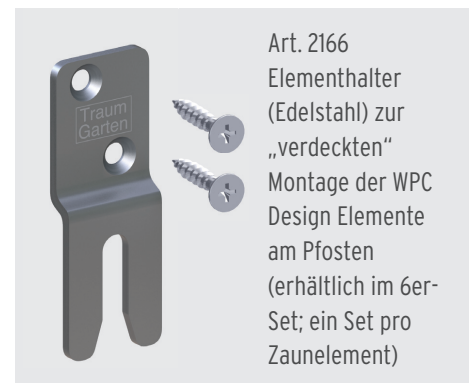 Traum
Garten
Art. 2166
Elementhalter
(Edelstahl) zur
„verdeckten“
Montage der WPC
Design Elemente
am Pfosten
(erhältlich im 6er-
Set; ein Set pro
Zaunelement)